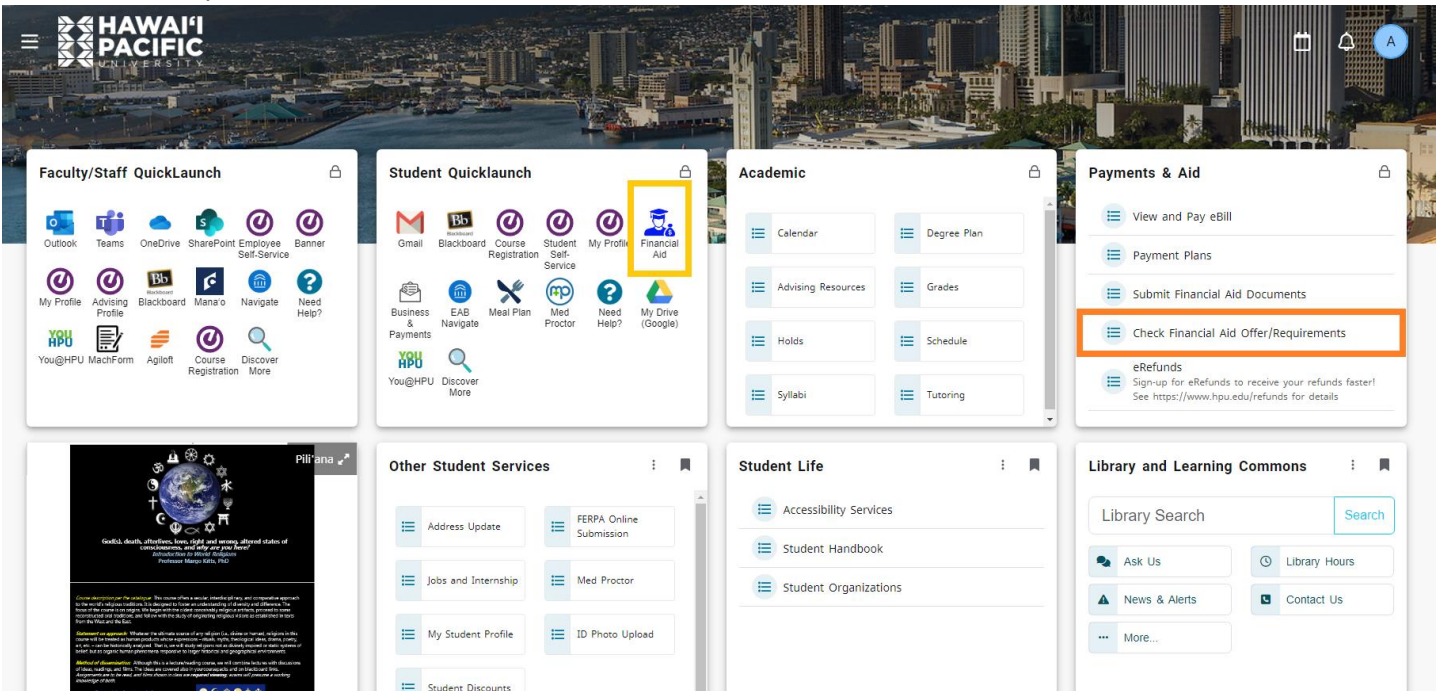 HAWAIʻI
PACIFIC
UNIVERSITY
A
Faculty/Staff QuickLaunch
Outlook
Teams
OneDrive
SharePoint
Employee
Self-Service
Banner
My Profile
Advising
Profile
Bb
Blackboard
Blackboard
Mana'o
Navigate
Need
Help?
YOU
HPU
You@HPU
MachForm
Agiloft
Course
Registration
Discover
More
Student Quicklaunch
Gmail
Bb
Blackboard
Blackboard
Course
Registration
Student
Self-
Service
My Profile
Financial
Aid
Business
&
Payments
EAB
Navigate
Meal Plan
Med
Proctor
Need
Help?
My Drive
(Google)
YOU
HPU
You@HPU
Discover
More
Academic
Calendar
Degree Plan
Advising Resources
Grades
Holds
Schedule
Syllabi
Tutoring
Payments & Aid
View and Pay eBill
Payment Plans
Submit Financial Aid Documents
Check Financial Aid Offer/Requirements
eRefunds
Sign-up for eRefunds to receive your refunds faster!
See https://www.hpu.edu/refunds for details
Pili'ana
God(s), death, afterlives, love, right and wrong, altered states of
consciousness, and why are you here?
Introduction to World Religions
Professor Margo Kitts, PhD
Other Student Services
Address Update
FERPA Online
Submission
Jobs and Internship
Med Proctor
My Student Profile
ID Photo Upload
Student Discounts
Student Life
Accessibility Services
Student Handbook
Student Organizations
Library and Learning Commons
Library Search
Search
Ask Us
Library Hours
News & Alerts
Contact Us
More...